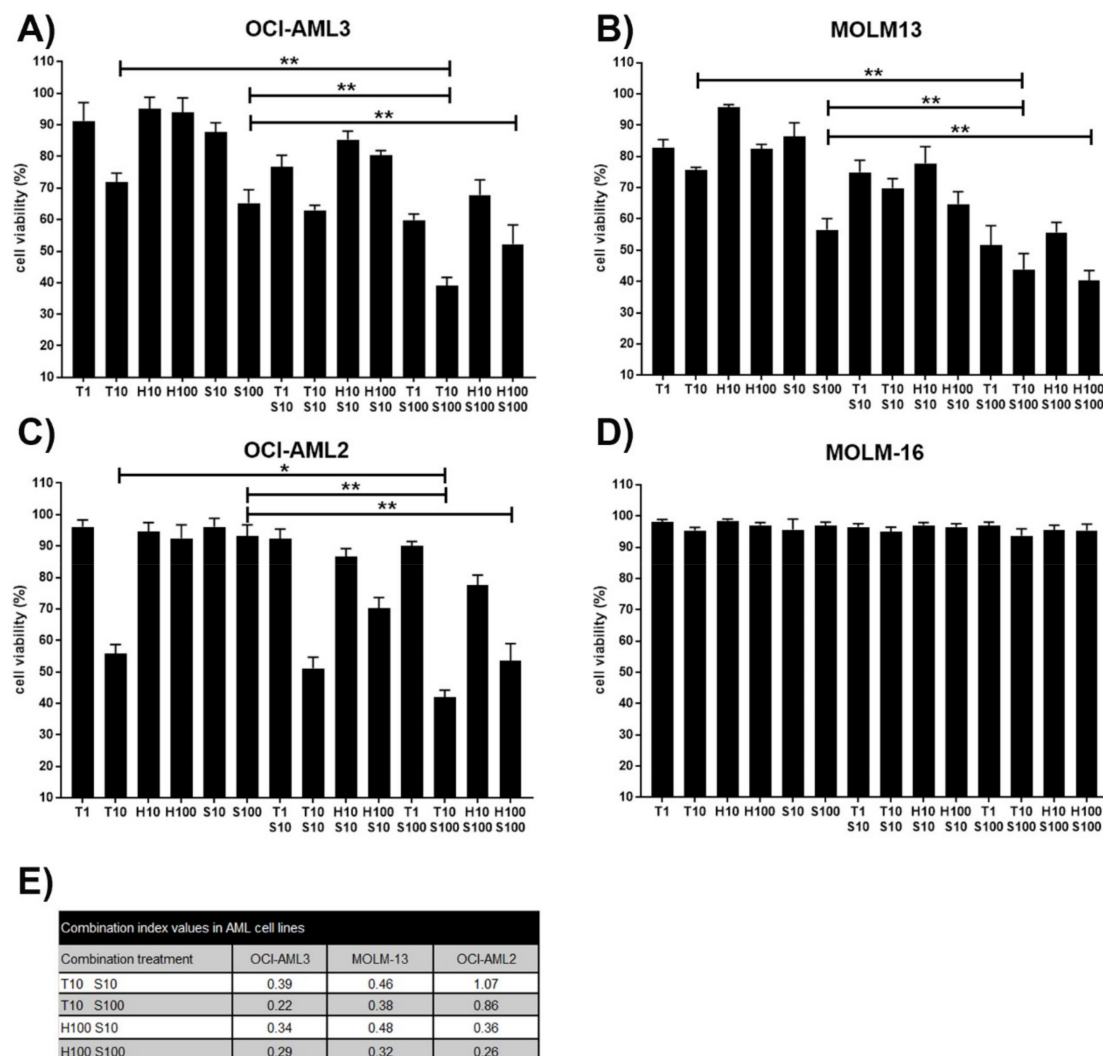 A)
OCI-AML3
**
**
**
cell viability (%)
110
100
90
80
70
60
50
40
30
20
10
T1 T10 H10 H100 S10 S100 T1 T10 H10 H100 T1 T10 H10 H100
S10 S10 S10 S10 S100 S100 S100 S100
B)
MOLM13
**
**
**
cell viability (%)
110
100
90
80
70
60
50
40
30
20
10
T1 T10 H10 H100 S10 S100 T1 T10 H10 H100 T1 T10 H10 H100
S10 S10 S10 S10 S100 S100 S100 S100
C)
OCI-AML2
*
**
**
cell viability (%)
110
100
90
80
70
60
50
40
30
20
10
T1 T10 H10 H100 S10 S100 T1 T10 H10 H100 T1 T10 H10 H100
S10 S10 S10 S10 S100 S100 S100 S100
D)
MOLM-16
cell viability (%)
110
100
90
80
70
60
50
40
30
20
10
T1 T10 H10 H100 S10 S100 T1 T10 H10 H100 T1 T10 H10 H100
S10 S10 S10 S10 S100 S100 S100 S100
E)
Combination index values in AML cell lines
Combination treatment OCI-AML3 MOLM-13 OCI-AML2
T10 S10 0.39 0.46 1.07
T10 S100 0.22 0.38 0.86
H100 S10 0.34 0.48 0.36
H100 S100 0.29 0.32 0.26